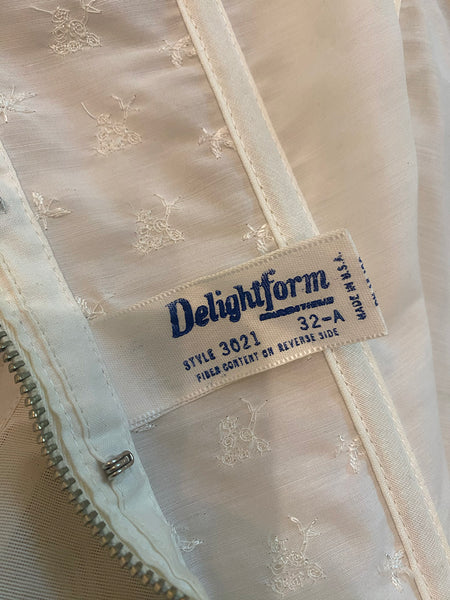 Delightform
STYLE 3021 32-A
FIBER CONTENT ON REVERSE SIDE
MADE IN U.S.A.